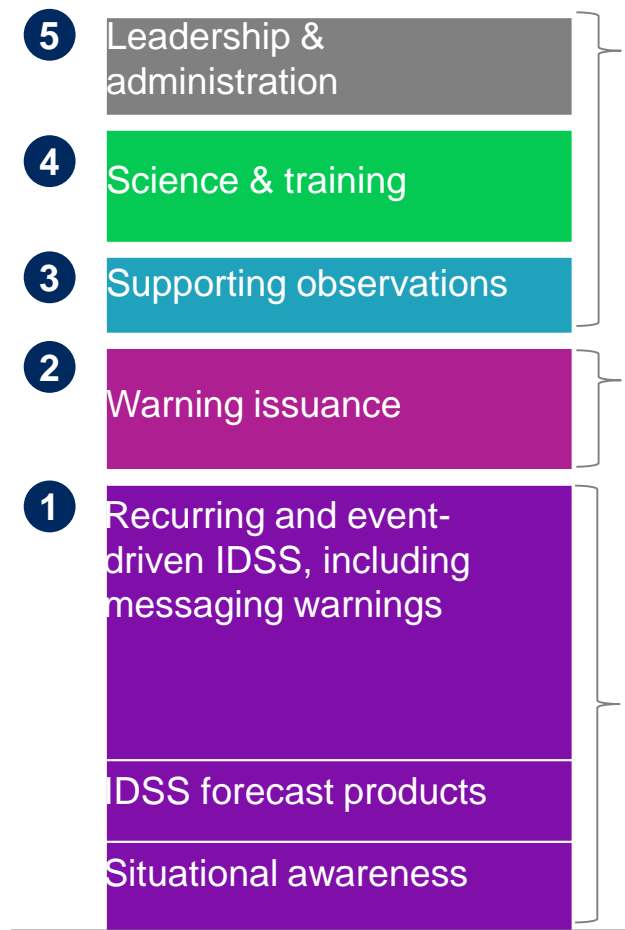 5
Leadership &
administration
4
Science & training
3
Supporting observations
2
Warning issuance
1
Recurring and event-
driven IDSS, including
messaging warnings
IDSS forecast products
Situational awareness